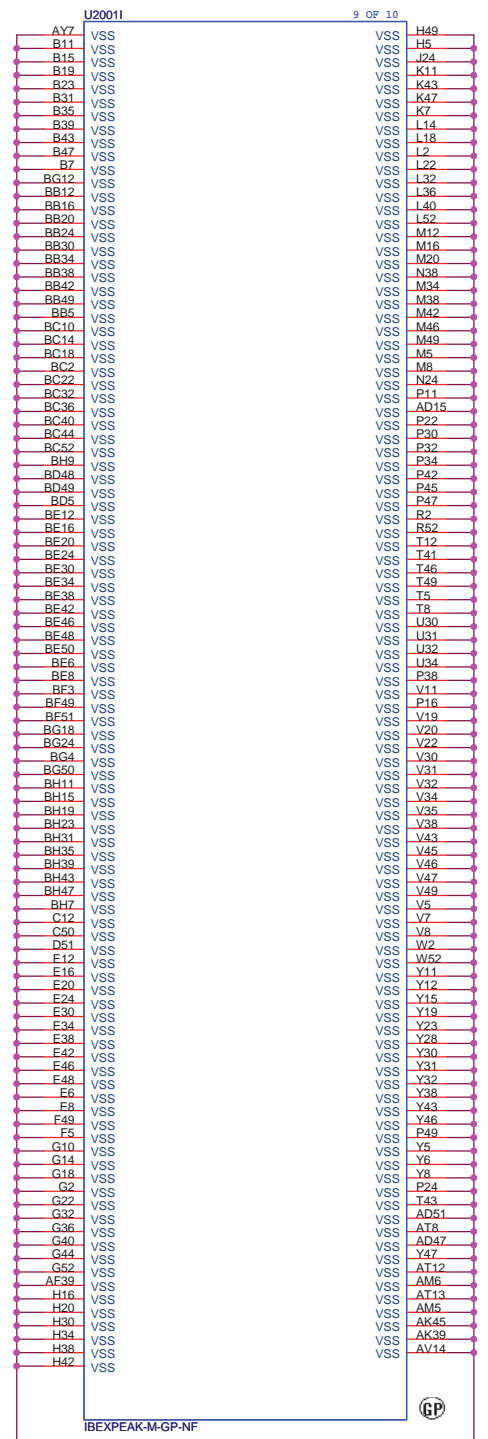 U2001I 9 OF 10
AY7 VSS VSS H49
B11 VSS VSS H5
B15 VSS VSS J24
B19 VSS VSS K11
B23 VSS VSS K43
B31 VSS VSS K47
B35 VSS VSS K7
B39 VSS VSS L14
B43 VSS VSS L18
B47 VSS VSS L2
B7 VSS VSS L22
BG12 VSS VSS L32
BB12 VSS VSS L36
BB16 VSS VSS L40
BB20 VSS VSS L52
BB24 VSS VSS M12
BB30 VSS VSS M16
BB34 VSS VSS M20
BB38 VSS VSS N38
BB42 VSS VSS M34
BB49 VSS VSS M38
BB5 VSS VSS M42
BC10 VSS VSS M46
BC14 VSS VSS M49
BC18 VSS VSS M5
BC2 VSS VSS M8
BC22 VSS VSS N24
BC32 VSS VSS P11
BC36 VSS VSS AD15
BC40 VSS VSS P22
BC44 VSS VSS P30
BC52 VSS VSS P32
BH9 VSS VSS P34
BD48 VSS VSS P42
BD49 VSS VSS P45
BD5 VSS VSS P47
BE12 VSS VSS R2
BE16 VSS VSS R52
BE20 VSS VSS T12
BE24 VSS VSS T41
BE30 VSS VSS T46
BE34 VSS VSS T49
BE38 VSS VSS T5
BE42 VSS VSS T8
BE46 VSS VSS U30
BE48 VSS VSS U31
BE50 VSS VSS U32
BE6 VSS VSS U34
BE8 VSS VSS P38
BF3 VSS VSS V11
BF49 VSS VSS P16
BF51 VSS VSS V19
BG18 VSS VSS V20
BG24 VSS VSS V22
BG4 VSS VSS V30
BG50 VSS VSS V31
BH11 VSS VSS V32
BH15 VSS VSS V34
BH19 VSS VSS V35
BH23 VSS VSS V38
BH31 VSS VSS V43
BH35 VSS VSS V45
BH39 VSS VSS V46
BH43 VSS VSS V47
BH47 VSS VSS V49
BH7 VSS VSS V5
C12 VSS VSS V7
C50 VSS VSS V8
D51 VSS VSS W2
E12 VSS VSS W52
E16 VSS VSS Y11
E20 VSS VSS Y12
E24 VSS VSS Y15
E30 VSS VSS Y19
E34 VSS VSS Y23
E38 VSS VSS Y28
E42 VSS VSS Y30
E46 VSS VSS Y31
E48 VSS VSS Y32
E6 VSS VSS Y38
E8 VSS VSS Y43
F49 VSS VSS Y46
F5 VSS VSS P49
G10 VSS VSS Y5
G14 VSS VSS Y6
G18 VSS VSS Y8
G2 VSS VSS P24
G22 VSS VSS T43
G32 VSS VSS AD51
G36 VSS VSS AT8
G40 VSS VSS AD47
G44 VSS VSS Y47
G52 VSS VSS AT12
AF39 VSS VSS AM6
H16 VSS VSS AT13
H20 VSS VSS AM5
H30 VSS VSS AK45
H34 VSS VSS AK39
H38 VSS VSS AV14
H42 VSS
GP
IBEXPEAK-M-GP-NF